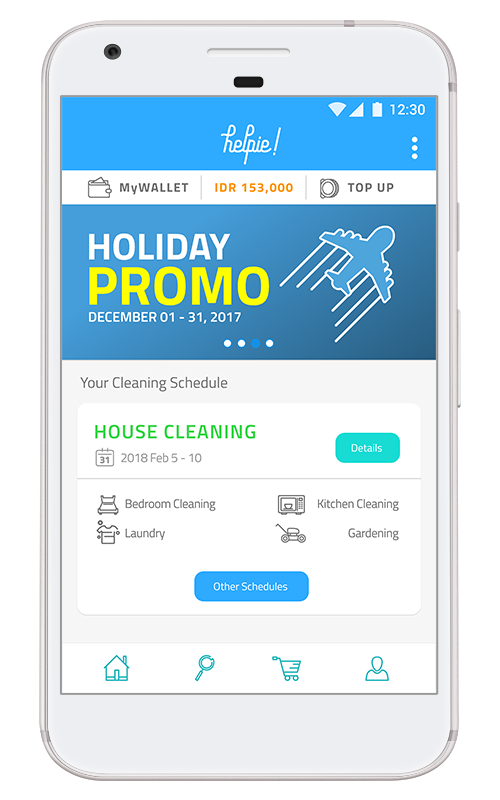 12:30
helpie!
MyWALLET IDR 153,000 TOP UP
HOLIDAY
PROMO
DECEMBER 01 - 31, 2017
Your Cleaning Schedule
HOUSE CLEANING
31 2018 Feb 5 - 10
Details
Bedroom Cleaning Kitchen Cleaning
Laundry Gardening
Other Schedules